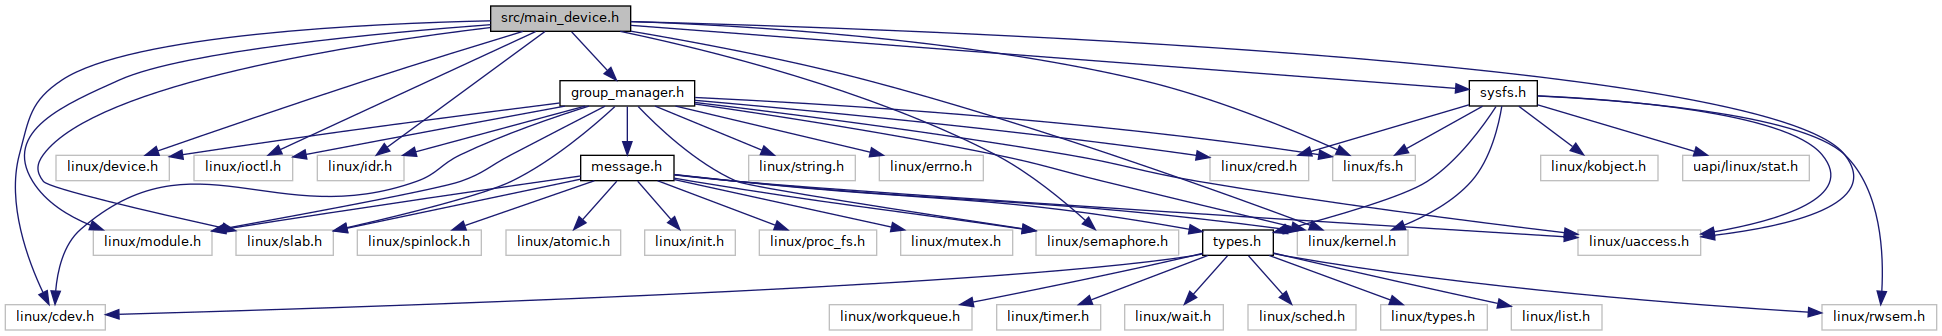 src/main_device.h
group_manager.h
sysfs.h
linux/device.h
linux/ioctl.h
linux/idr.h
message.h
linux/string.h
linux/errno.h
linux/cred.h
linux/fs.h
linux/kobject.h
uapi/linux/stat.h
linux/module.h
linux/slab.h
linux/spinlock.h
linux/atomic.h
linux/init.h
linux/proc_fs.h
linux/mutex.h
linux/semaphore.h
types.h
linux/kernel.h
linux/uaccess.h
linux/cdev.h
linux/workqueue.h
linux/timer.h
linux/wait.h
linux/sched.h
linux/types.h
linux/list.h
linux/rwsem.h